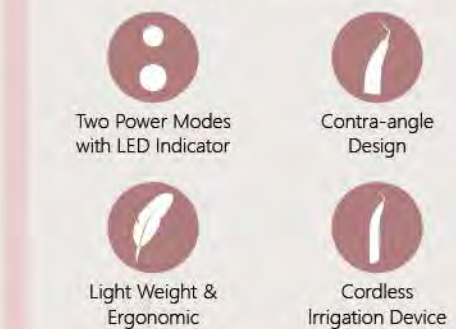 Two Power Modes
with LED Indicator
Contra-angle
Design
Light Weight &
Ergonomic
Cordless
Irrigation Device